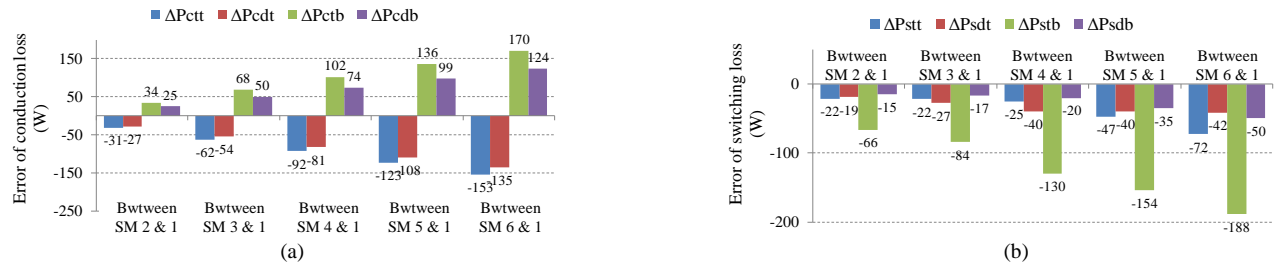 ΔPctt ΔPcdt ΔPctb ΔPcdb
Error of conduction loss
(W)
150
50
-50
-150
-250
34 25
68
50
102
74
136
99
170
124
-31 -27
-62
-54
-92
-81
-123
-108
-153
-135
Bwtween
SM 2 & 1
Bwtween
SM 3 & 1
Bwtween
SM 4 & 1
Bwtween
SM 5 & 1
Bwtween
SM 6 & 1
(a)
ΔPstt ΔPsdt ΔPstb ΔPsdb
Error of switching loss
(W)
Bwtween
SM 2 & 1
Bwtween
SM 3 & 1
Bwtween
SM 4 & 1
Bwtween
SM 5 & 1
Bwtween
SM 6 & 1
0
-100
-200
-22 -19
-66
-15
-22
-27
-84
-17
-25
-40
-130
-20
-47
-40
-154
-35
-72
-42
-188
-50
(b)